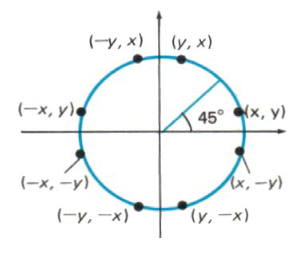 (−y, x) (y, x)
(−x, y) 45° (x, y)
(−x, −y) (x, −y)
(−y, −x) (y, −x)